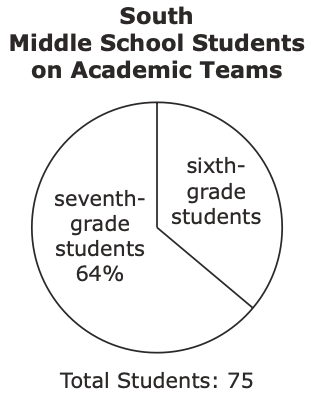 South
Middle School Students
on Academic Teams
sixth-
grade
students
seventh-
grade
students
64%
Total Students: 75